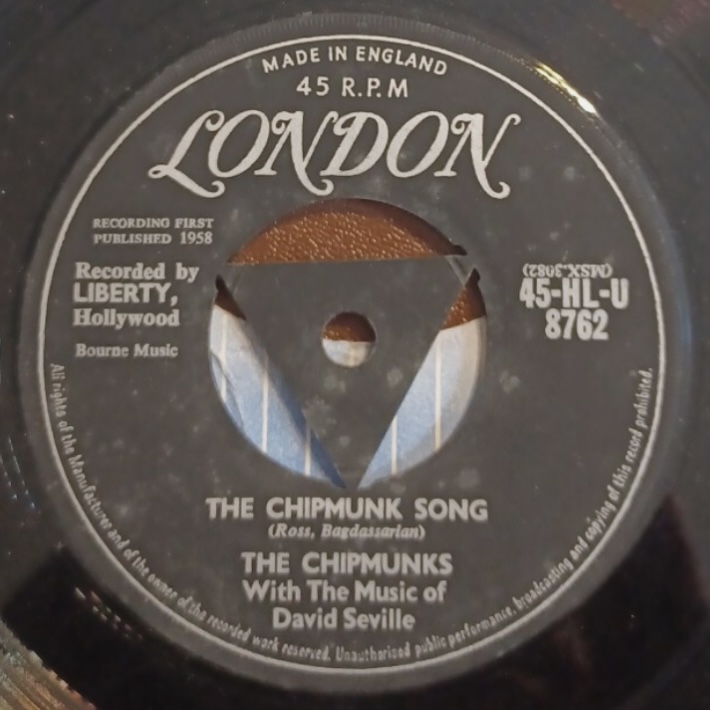 MADE IN ENGLAND
45 R.P.M
LONDON
RECORDING FIRST
PUBLISHED 1958
Recorded by
LIBERTY,
Hollywood
Bourne Music
(MSX.3082)
45-HL-U
8762
THE CHIPMUNK SONG
(Ross, Bagdassarian)
THE CHIPMUNKS
With The Music of
David Seville
All rights of the Manufacturer and of the owner of the recorded work reserved. Unauthorised public performance, broadcasting and copying of this record prohibited.